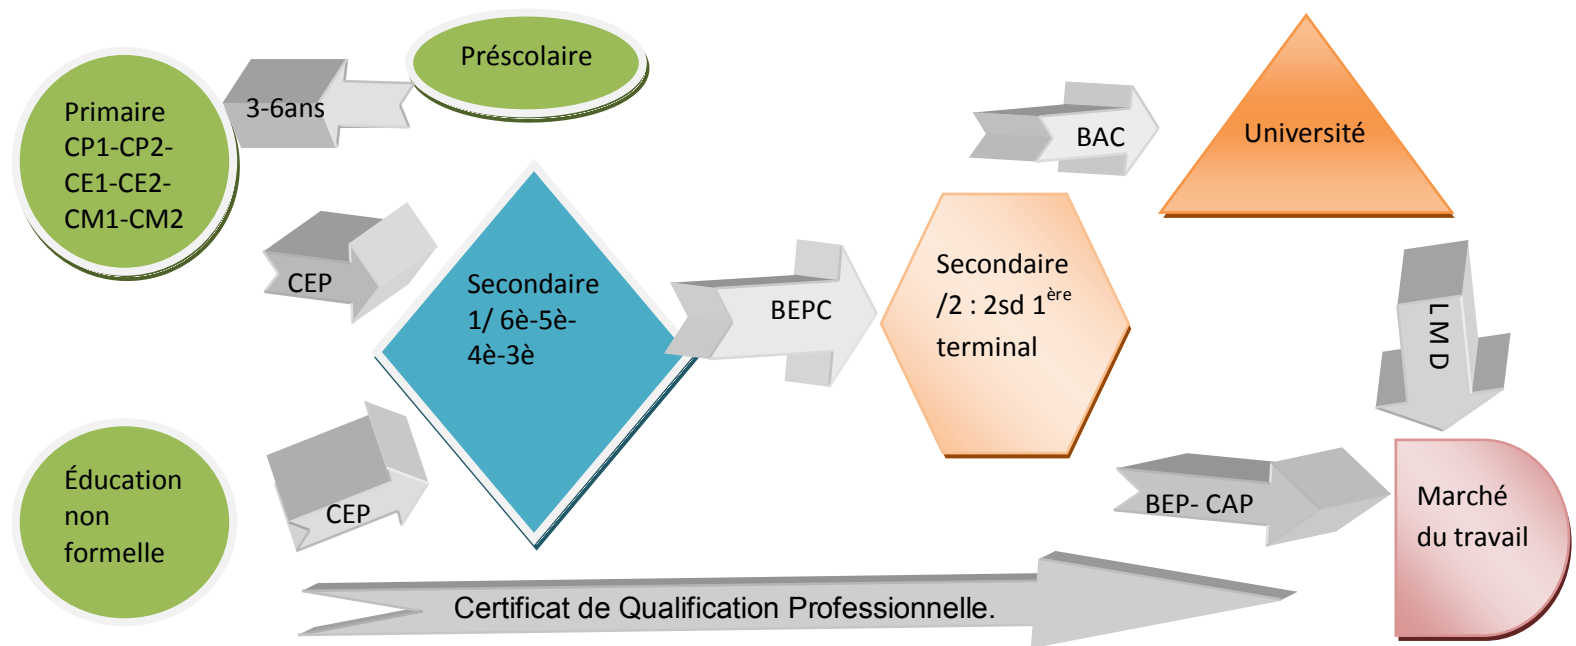 Préscolaire
3-6ans
Primaire
CP1-CP2-
CE1-CE2-
CM1-CM2
BAC
Université
CEP
Secondaire
1/ 6è-5è-
4è-3è
BEPC
Secondaire
/2 : 2sd 1ère
terminal
L M D
Éducation
non
formelle
CEP
BEP- CAP
Marché
du travail
Certificat de Qualification Professionnelle.